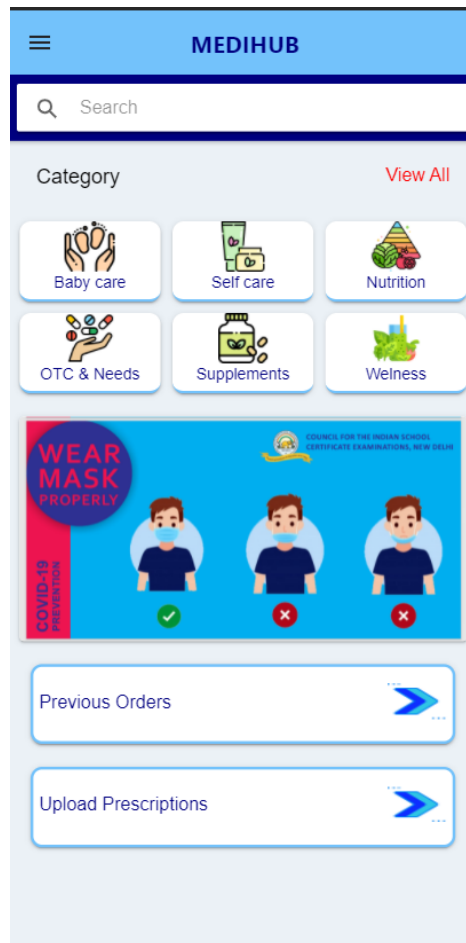 MEDIHUB
Search
Category
View All
Baby care
Self care
Nutrition
OTC & Needs
Supplements
Welness
WEAR
MASK
PROPERLY
COVID-19
PREVENTION
COUNCIL FOR THE INDIAN SCHOOL
CERTIFICATE EXAMINATIONS, NEW DELHI
Previous Orders
Upload Prescriptions